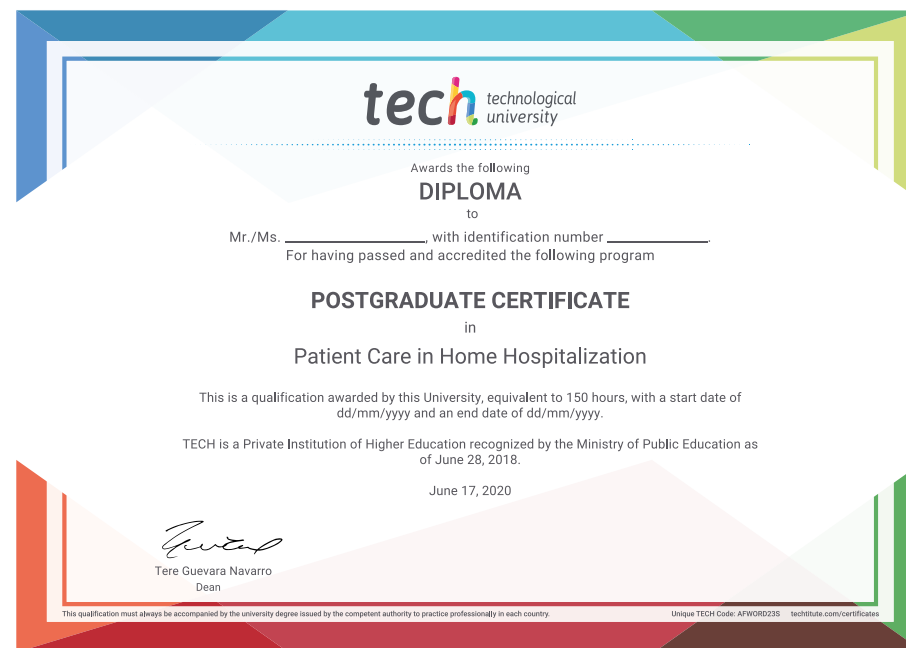 tech technological
university
Awards the following
DIPLOMA
to
Mr./Ms. ____________________, with identification number ______________.
For having passed and accredited the following program
POSTGRADUATE CERTIFICATE
in
Patient Care in Home Hospitalization
This is a qualification awarded by this University, equivalent to 150 hours, with a start date of
dd/mm/yyyy and an end date of dd/mm/yyyy.
TECH is a Private Institution of Higher Education recognized by the Ministry of Public Education as
of June 28, 2018.
June 17, 2020
Tere Guevara Navarro
Dean
This qualification must always be accompanied by the university degree issued by the competent authority to practice professionally in each country.
Unique TECH Code: AFWORD23S techtitute.com/certificates